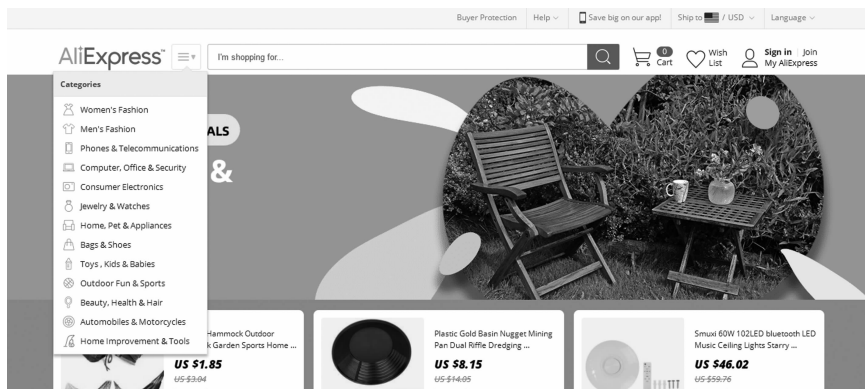 Buyer Protection Help Save big on our app! Ship to / USD Language
AliExpress™
I'm shopping for...
0
Cart
Wish
List
Sign in Join
My AliExpress
Categories
Women's Fashion
Men's Fashion
Phones & Telecommunications
Computer, Office & Security
Consumer Electronics
Jewelry & Watches
Home, Pet & Appliances
Bags & Shoes
Toys , Kids & Babies
Outdoor Fun & Sports
Beauty, Health & Hair
Automobiles & Motorcycles
Home Improvement & Tools
ALS
&
Hammock Outdoor
k Garden Sports Home ...
US $1.85
US $3.04
Plastic Gold Basin Nugget Mining
Pan Dual Riffle Dredging ...
US $8.15
US $14.05
Smuxi 60W 102LED bluetooth LED
Music Ceiling Lights Starry ...
US $46.02
US $59.76